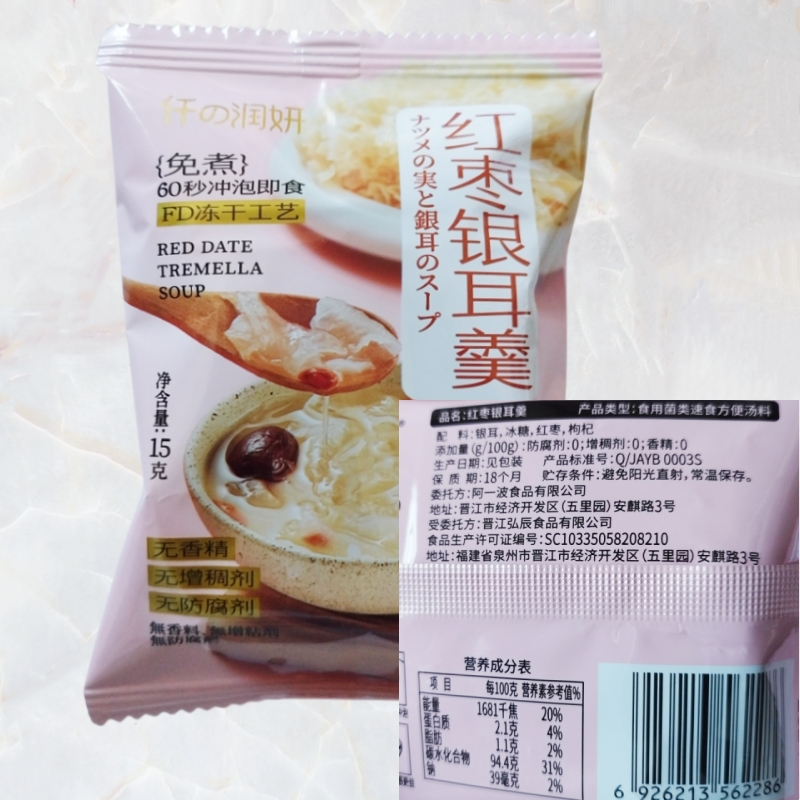 仟の润妍
{免煮}
60秒冲泡即食
FD冻干工艺
RED DATE
TREMELLA
SOUP
红枣银耳羹
ナツメの実と銀耳のスープ
净含量:15克
无香精
无增稠剂
无防腐剂
無香料、無増粘剤
無防腐剤
品名:红枣银耳羹 产品类型:食用菌类速食方便汤料
配 料:银耳,冰糖,红枣,枸杞
添加量(g/100g):防腐剂:0;增稠剂:0;香精:0
生产日期:见包装 产品标准号:Q/JAYB 0003S
保 质 期:18个月 贮存条件:避免阳光直射,常温保存。
委托方:阿一波食品有限公司
地址:晋江市经济开发区(五里园)安麒路3号
受委托方:晋江弘辰食品有限公司
食品生产许可证编号:SC10335058208210
地址:福建省泉州市晋江市经济开发区(五里园)安麒路3号
营养成分表
项目 每100克 营养素参考值%
能量 1681千焦 20%
蛋白质 2.1克 4%
脂肪 1.1克 2%
碳水化合物 94.4克 31%
钠 39毫克 2%
6 926213 562286